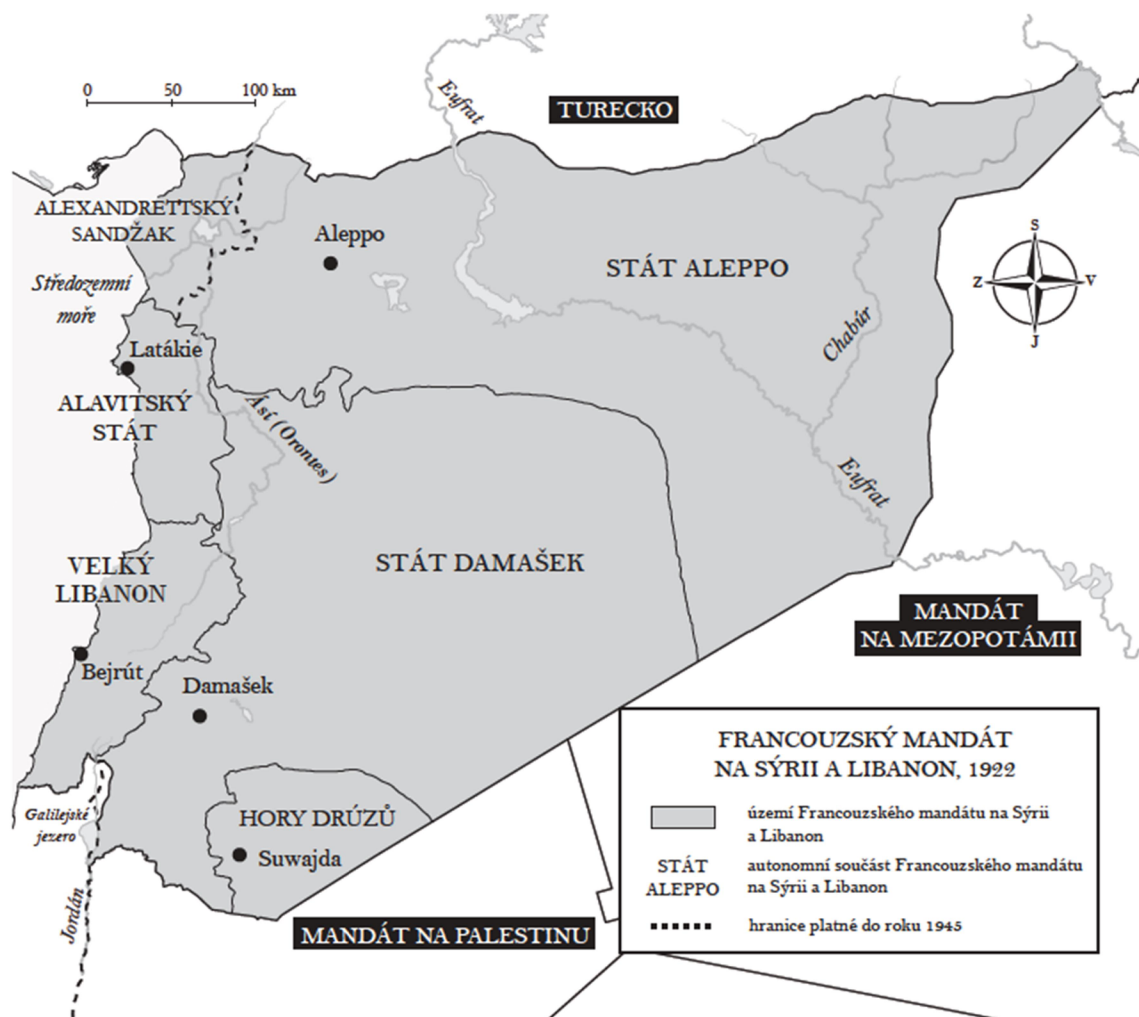 0 50 100 km
Eufrat
TURECKO
ALEXANDRETTSKÝ
SANDŽAK
Aleppo
STÁT ALEPPO
S
Z
V
J
Středozemní
moře
Chabúr
Latákie
ALAVITSKÝ
STÁT
Ásí (Orontes)
Eufrat
VELKÝ
LIBANON
STÁT DAMAŠEK
MANDÁT
NA MEZOPOTÁMII
Bejrút
Damašek
Galilejské
jezero
HORY DRÚZŮ
Suwajda
Jordán
MANDÁT NA PALESTINU
FRANCOUZSKÝ MANDÁT
NA SÝRII A LIBANON, 1922
území Francouzského mandátu na Sýrii
a Libanon
STÁT
ALEPPO
autonomní součást Francouzského mandátu
na Sýrii a Libanon
hranice platné do roku 1945